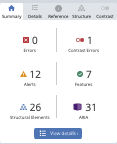 Summary Details Reference Structure Contrast
0 1
Errors Contrast Errors
12 7
Alerts Features
26 31
Structural Elements ARIA
View details ›